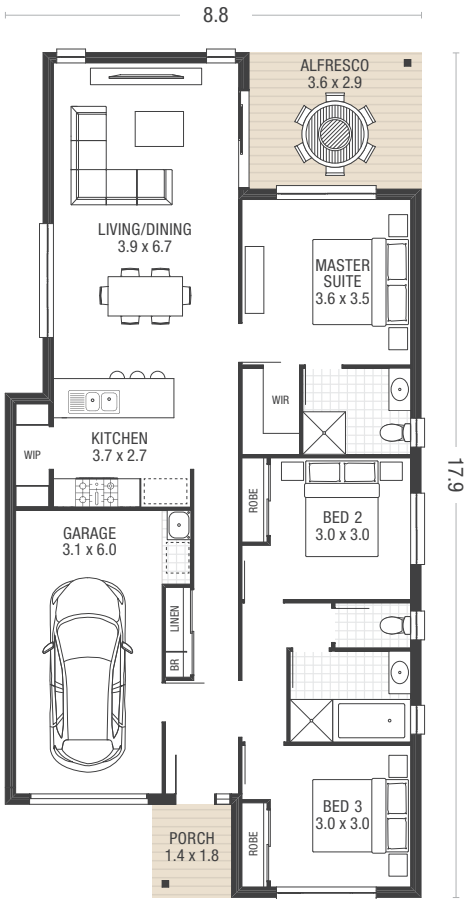 8.8
ALFRESCO
3.6 x 2.9
LIVING/DINING
3.9 x 6.7
MASTER
SUITE
3.6 x 3.5
WIR
KITCHEN
3.7 x 2.7
WIP
17.9
ROBE
BED 2
3.0 x 3.0
GARAGE
3.1 x 6.0
LINEN
BR
BED 3
3.0 x 3.0
ROBE
PORCH
1.4 x 1.8